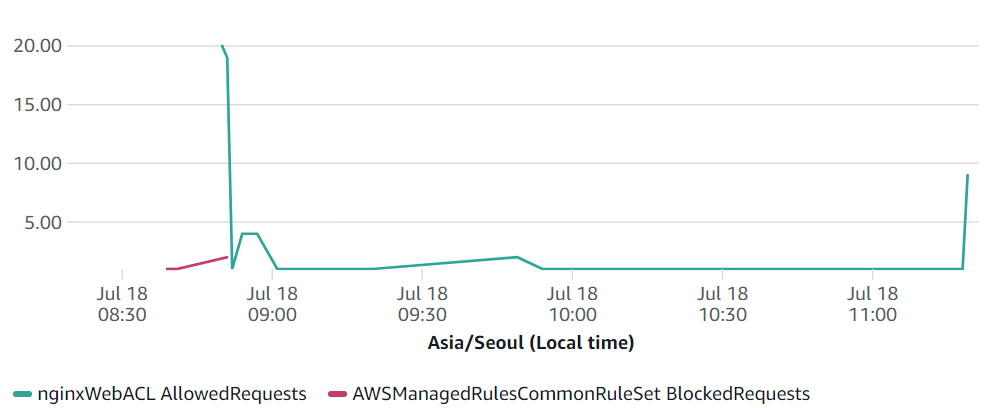 20.00
15.00
10.00
5.00
Jul 18 Jul 18 Jul 18 Jul 18 Jul 18 Jul 18
08:30 09:00 09:30 10:00 10:30 11:00
Asia/Seoul (Local time)
nginxWebACL AllowedRequests AWSManagedRulesCommonRuleSet BlockedRequests